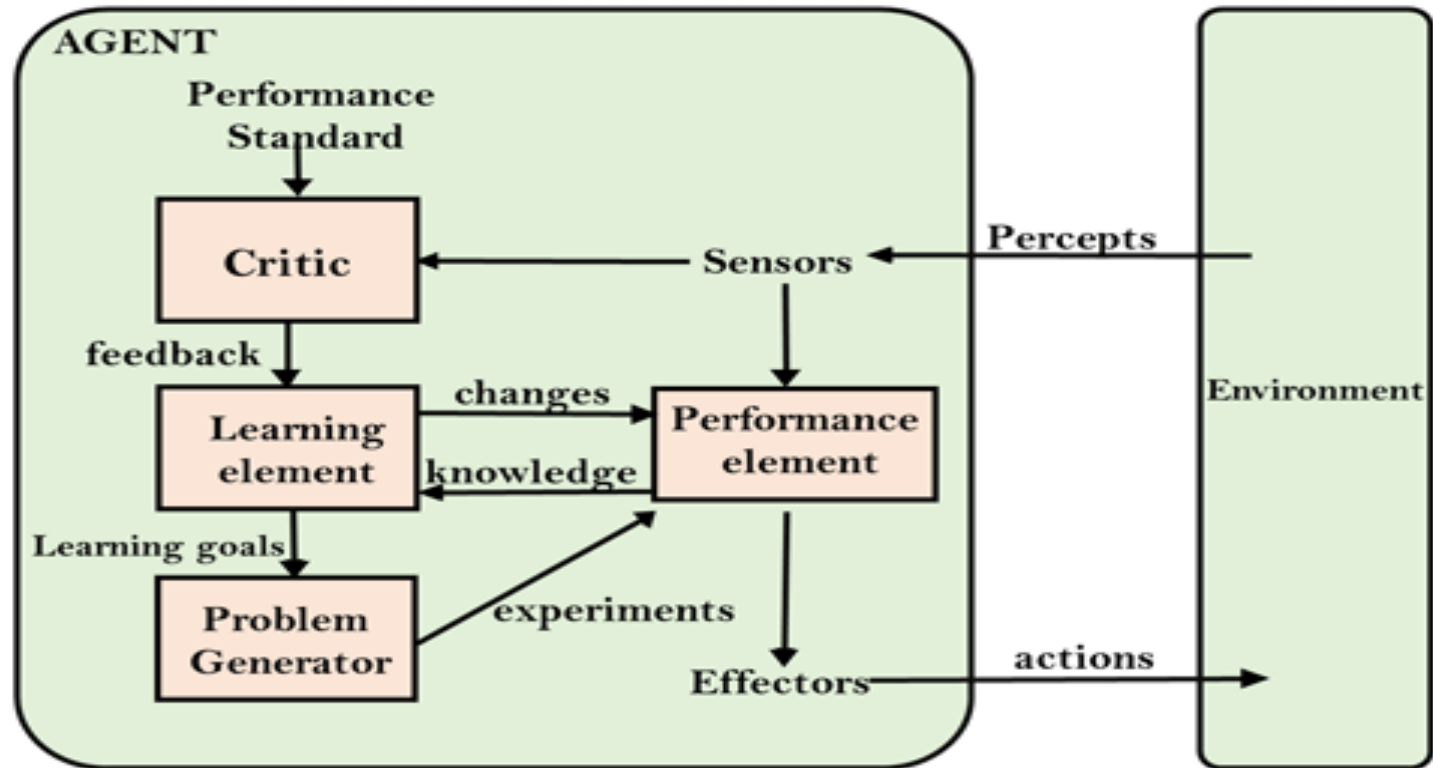 AGENT
Performance
Standard
Critic
Sensors
Percepts
feedback
changes
Environment
Learning
element
Performance
element
knowledge
Learning goals
Problem
Generator
experiments
Effectors
actions